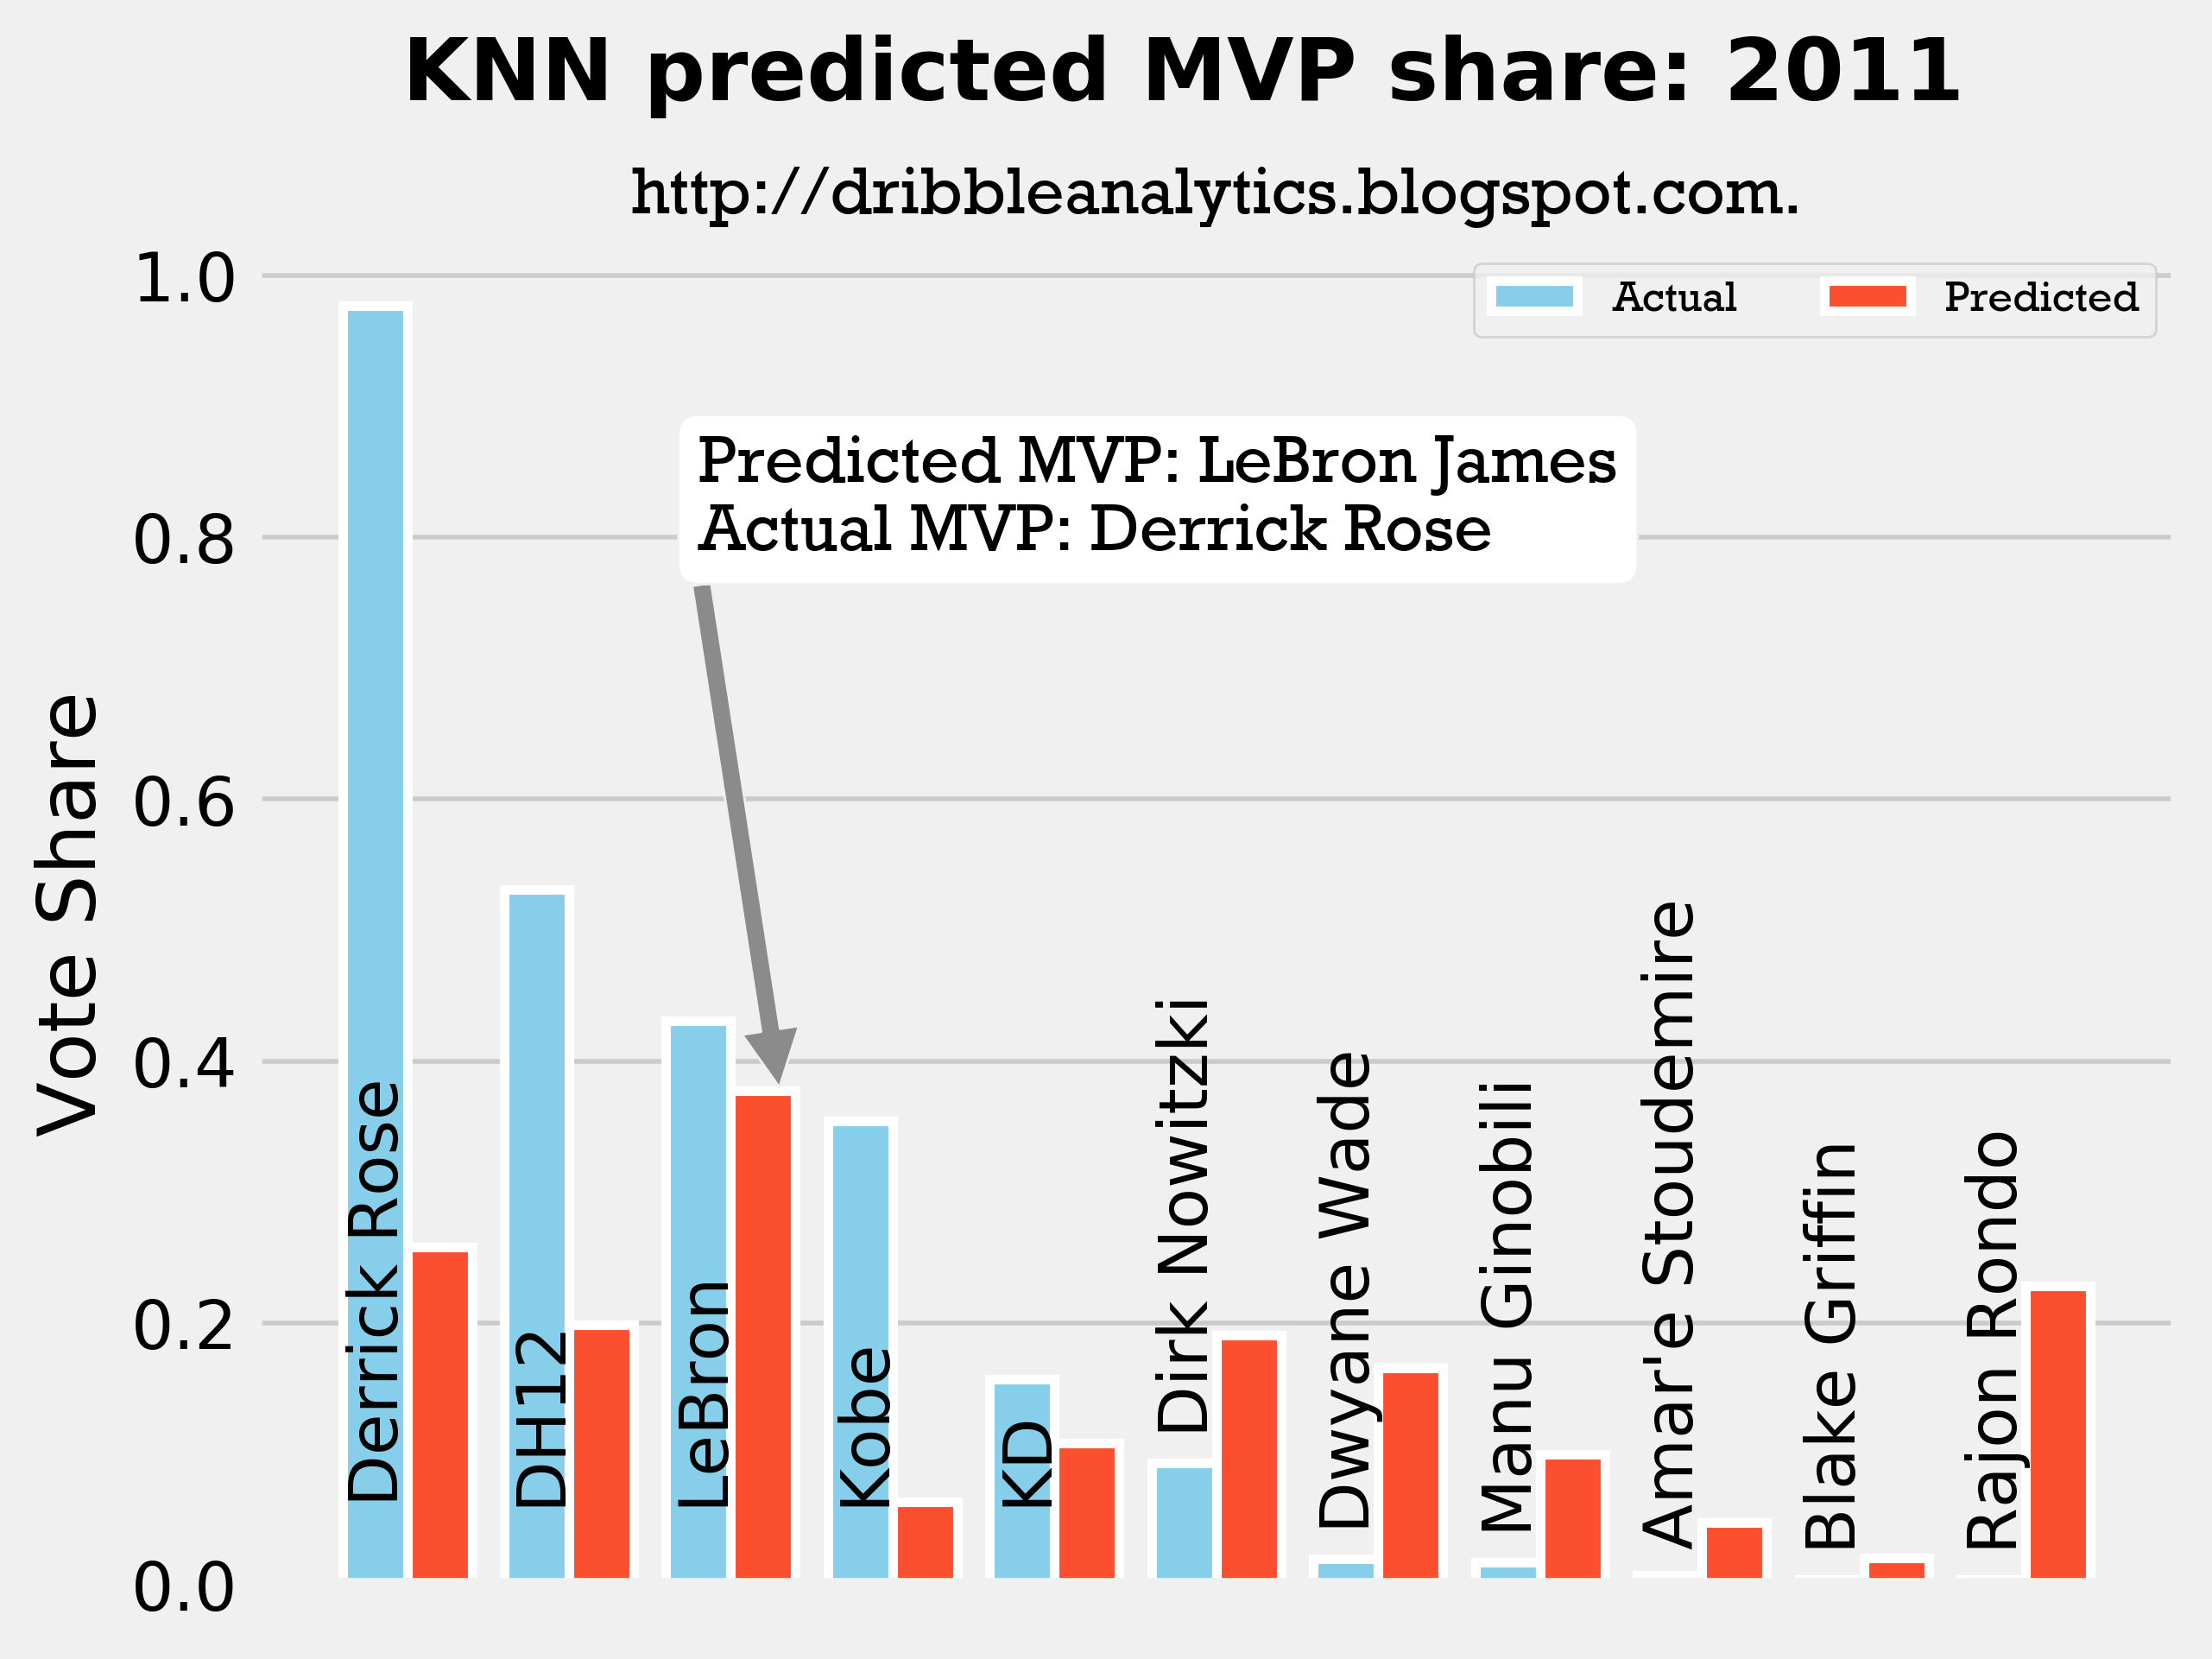 KNN predicted MVP share: 2011
http://dribbleanalytics.blogspot.com.
1.0
Actual
Predicted
Predicted MVP: LeBron James
Actual MVP: Derrick Rose
0.8
0.6
0.4
0.2
0.0
Vote Share
Derrick Rose
DH12
LeBron
Kobe
KD
Dirk Nowitzki
Dwyane Wade
Manu Ginobili
Amar'e Stoudemire
Blake Griffin
Rajon Rondo